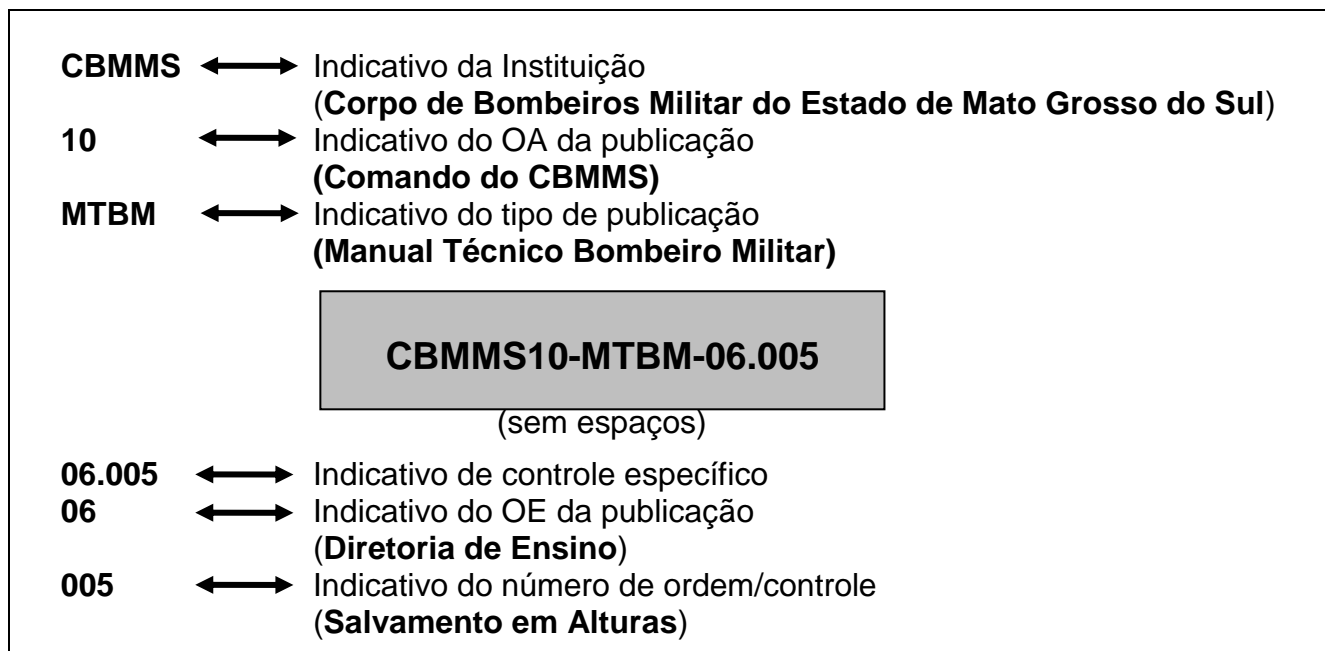 CBMMS Indicativo da Instituição
(Corpo de Bombeiros Militar do Estado de Mato Grosso do Sul)
10 Indicativo do OA da publicação
(Comando do CBMMS)
MTBM Indicativo do tipo de publicação
(Manual Técnico Bombeiro Militar)
CBMMS10-MTBM-06.005
(sem espaços)
06.005 Indicativo de controle específico
06 Indicativo do OE da publicação
(Diretoria de Ensino)
005 Indicativo do número de ordem/controle
(Salvamento em Alturas)